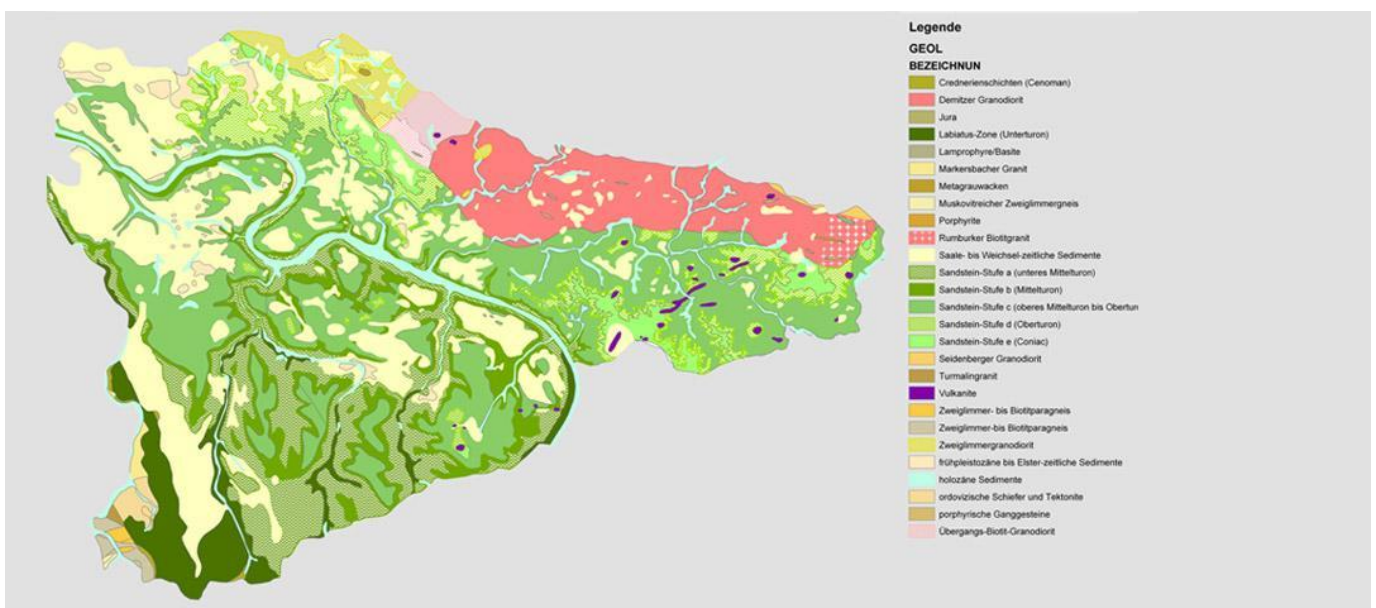 Legende
GEOL
BEZEICHNUN
Crednerienschichten (Cenoman)
Demitzer Granodiorit
Jura
Labiatus-Zone (Unterturon)
Lamprophyre/Basite
Markersbacher Granit
Metagrauwacken
Muskovitreicher Zweiglimmergneis
Porphyrite
Rumburker Biotitgranit
Saale- bis Weichsel-zeitliche Sedimente
Sandstein-Stufe a (unteres Mittelturon)
Sandstein-Stufe b (Mittelturon)
Sandstein-Stufe c (oberes Mittelturon bis Oberturn
Sandstein-Stufe d (Oberturon)
Sandstein-Stufe e (Coniac)
Seidenberger Granodiorit
Turmalingranit
Vulkanite
Zweiglimmer- bis Biotitparagneis
Zweiglimmer-bis Biotitparagneis
Zweiglimmergranodiorit
frühpleistozäne bis Elster-zeitliche Sedimente
holozäne Sedimente
ordovizische Schiefer und Tektonite
porphyrische Ganggesteine
Übergangs-Biotit-Granodiorit